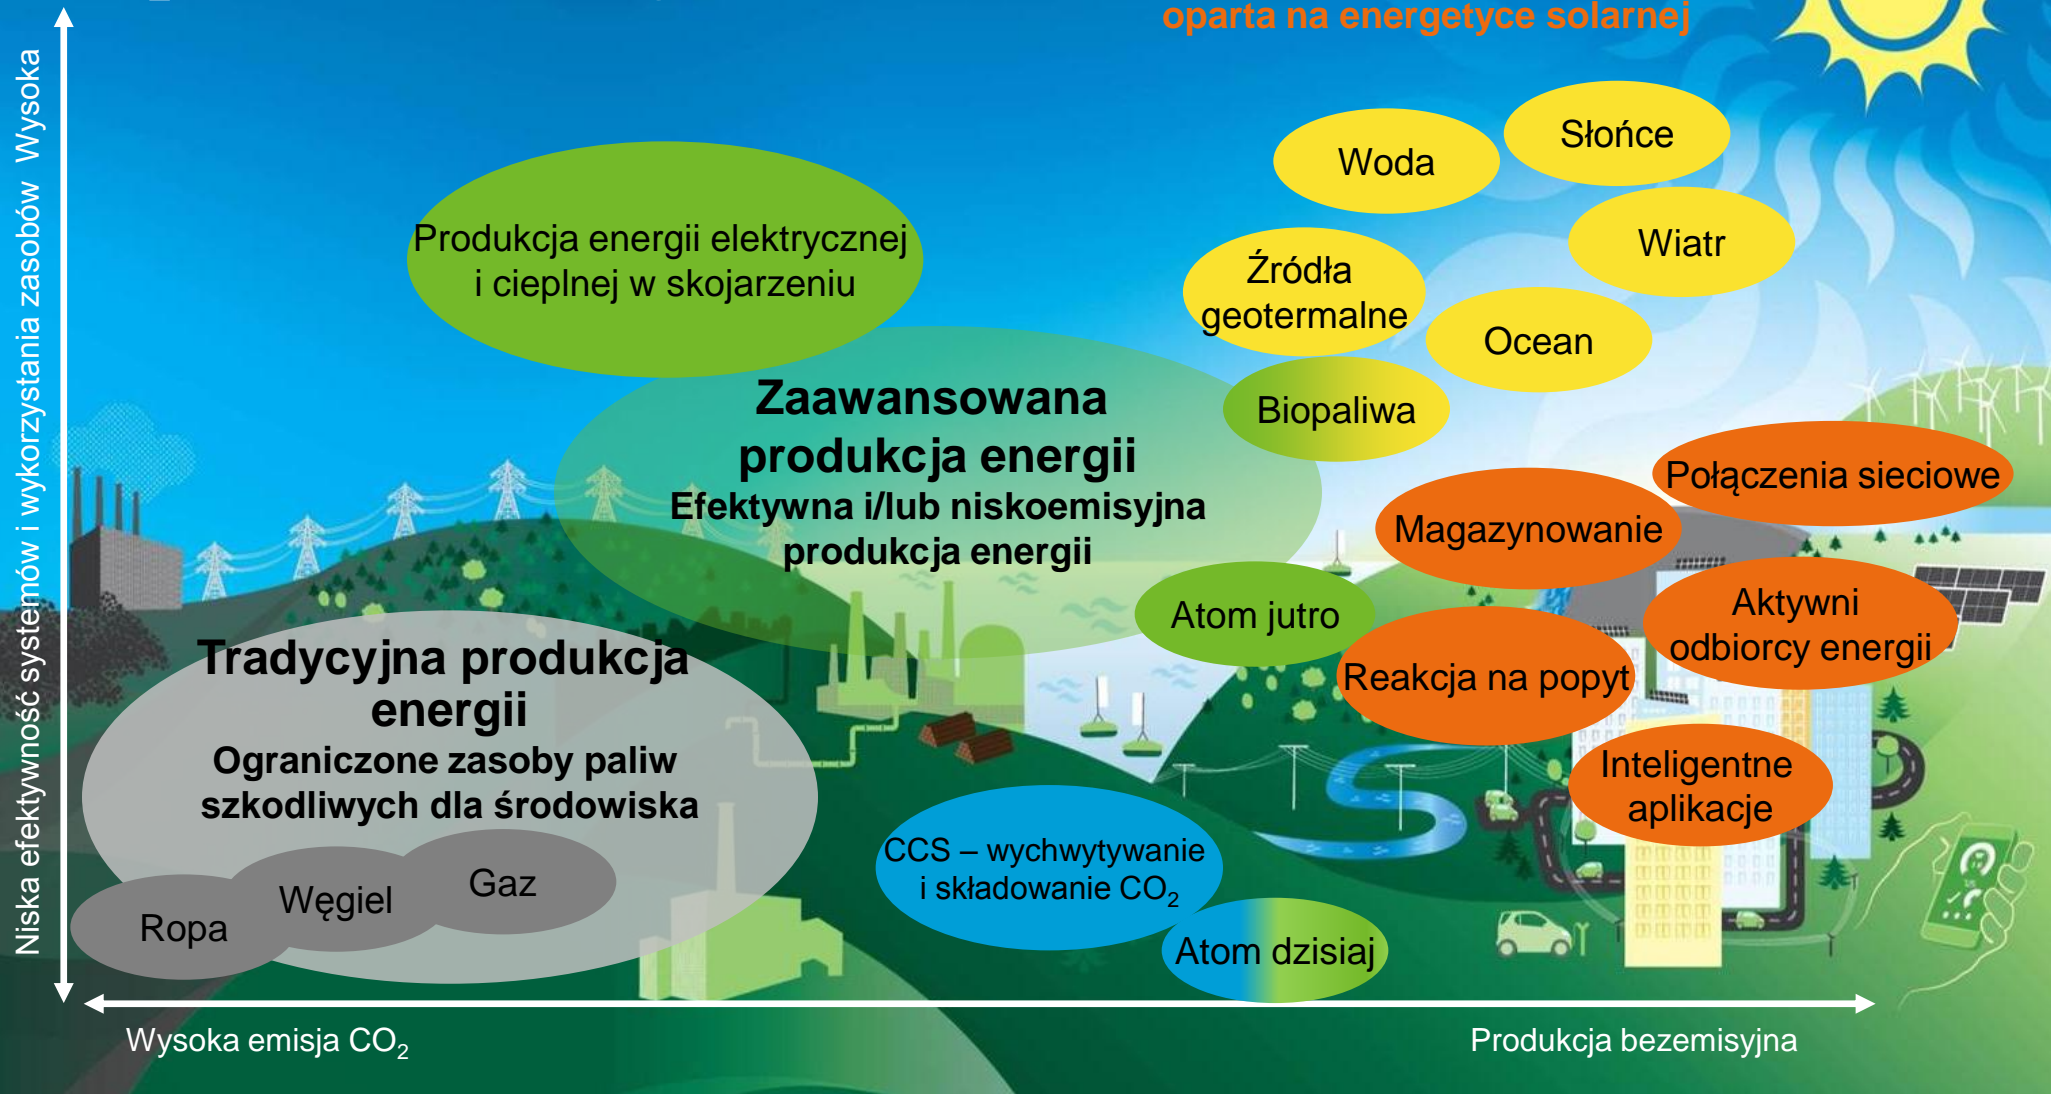 oparta na energetyce solarnej
Niska efektywność systemów i wykorzystania zasobów Wysoka
Słońce
Woda
Wiatr
Produkcja energii elektrycznej
i cieplnej w skojarzeniu
Źródła
geotermalne
Ocean
Biopaliwa
Zaawansowana
produkcja energii
Efektywna i/lub niskoemisyjna
produkcja energii
Połączenia sieciowe
Magazynowanie
Aktywni
odbiorcy energii
Atom jutro
Reakcja na popyt
Inteligentne
aplikacje
Tradycyjna produkcja
energii
Ograniczone zasoby paliw
szkodliwych dla środowiska
Ropa
Węgiel
Gaz
CCS – wychwytywanie
i składowanie CO₂
Atom dzisiaj
Wysoka emisja CO₂
Produkcja bezemisyjna